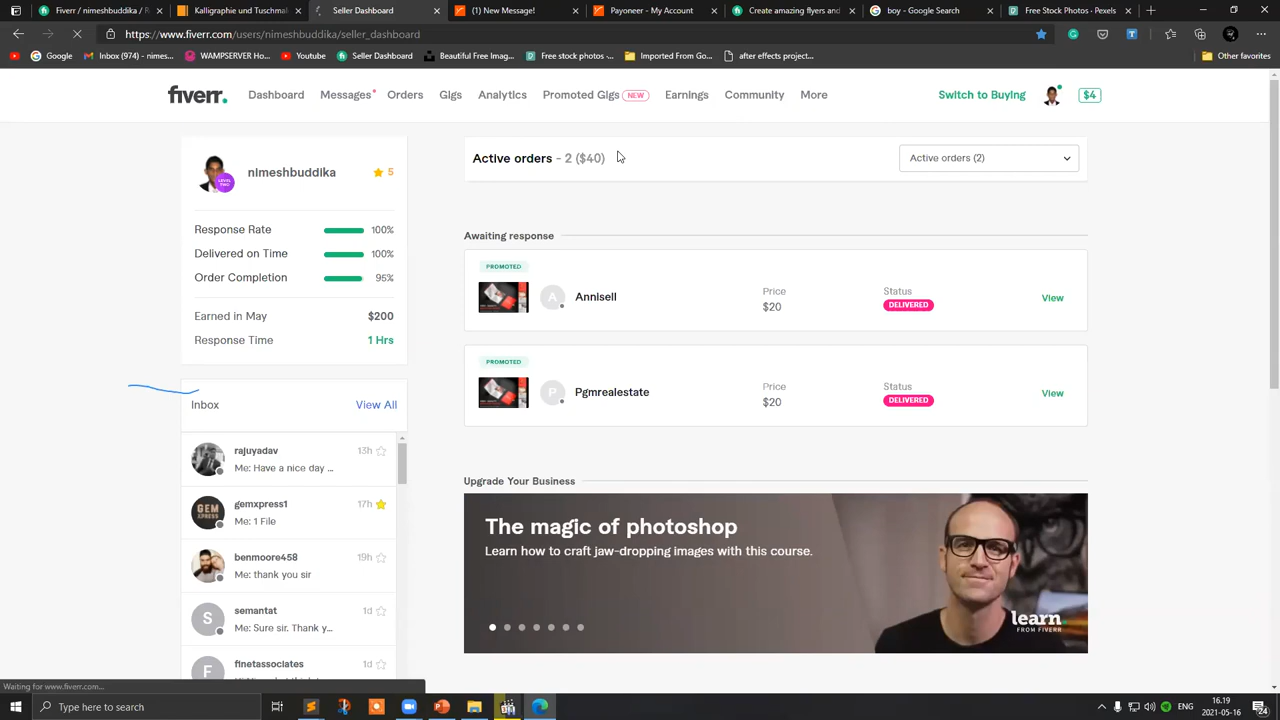 Fiverr / nimeshbuddika
Kalligraphie und Tuschemalerei
Seller Dashboard
(1) New Message!
Payoneer - My Account
Create amazing flyers and
gst - Google Search
Free Stock Photos · Pexels
https://www.fiverr.com/users/nimeshbuddika/seller_dashboard
Google
Inbox (974) - nimes...
WAMPSERVER Ho...
YouTube
Seller Dashboard
Beautiful Free Imag...
Free stock photos ·...
Imported From Go...
after effects project...
Other favorites
fiverr.
Dashboard
Messages
Orders
Gigs
Analytics
Promoted Gigs NEW
Earnings
Community
More
Switch to Buying
$4
nimeshbuddika
5
LEVEL TWO
Response Rate 100%
Delivered on Time 100%
Order Completion 95%
Earned in May $200
Response Time 1 Hrs
Inbox View All
rajuyadav 13h
Me: Have a nice day ...
gemxpress1 17h
Me: 1 File
GEM
XPRESS
benmoore458 19h
Me: thank you sir
S
semantat 1d
Me: Sure sir. Thank y...
F
finetassociates 1d
Active orders - 2 ($40)
Active orders (2)
Awaiting response
PROMOTED
A
Annisell
Price
$20
Status
DELIVERED
View
PROMOTED
P
Pgmrealestate
Price
$20
Status
DELIVERED
View
Upgrade Your Business
The magic of photoshop
Learn how to craft jaw-dropping images with this course.
learn.
FROM FIVERR
Waiting for www.fiverr.com...
Type here to search
ENG
16.19
2021-05-16